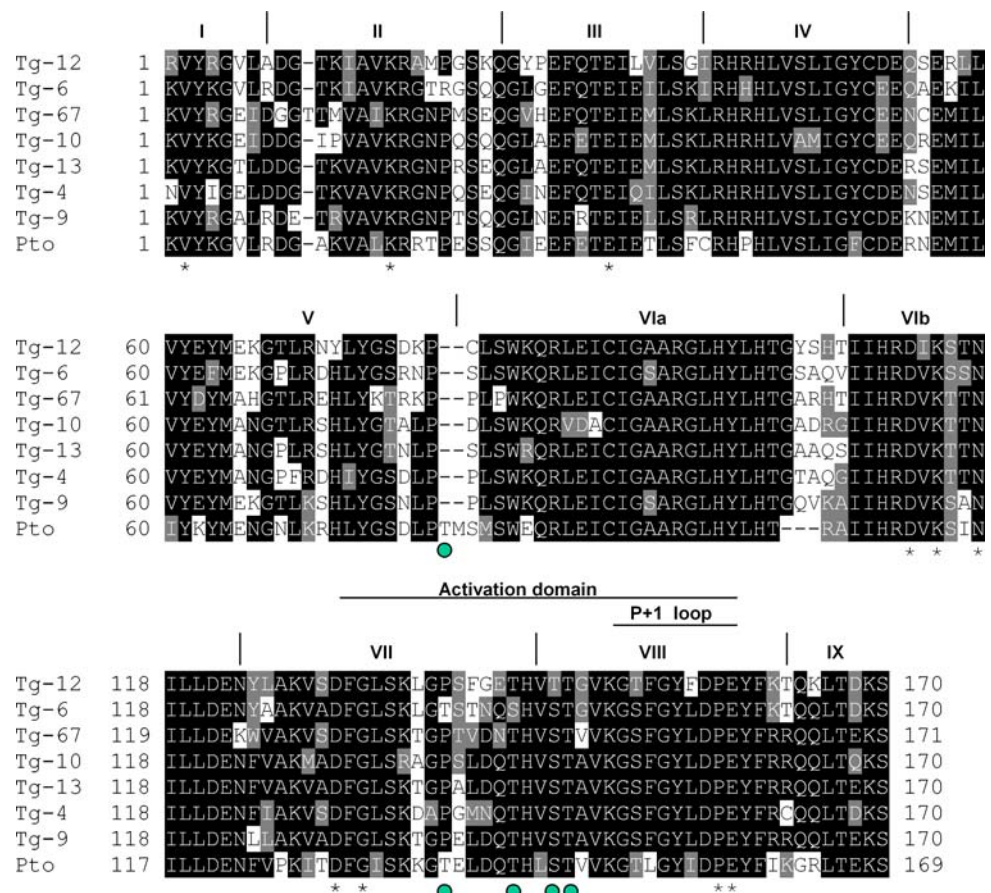 I II III IV
Tg-12 1 RVYRGVLADG-TKIAVKRAMPGSKQGYPEFQTEILVLSGIRHRHLVSLIGYCDEQSERLL
Tg-6 1 KVYKGVLRDG-TKIAVKRGTRGSQQGLGEFQTEIEILSKIRHHHLVSLIGYCEEQAEKIL
Tg-67 1 KVYRGEIDGGTTMVAIKRGNPMSEQGVHEFQTEIEMLSKLRHRHLVSLIGYCEENCEMIL
Tg-10 1 KVYKGEIDDG-IPVAVKRGNPQSQQGLAEFETEIEMLSKLRHRHLVAMIGYCEEQREMIL
Tg-13 1 KVYKGTLDDG-TKVAVKRGNPRSEQGLAEFQTEIEMLSKLRHRHLVSLIGYCDERSEMIL
Tg-4 1 NVYIGELDDG-TKVAVKRGNPQSEQGINEFQTEIQILSKLRHRHLVSLIGYCDENSEMIL
Tg-9 1 KVYRGALRDE-TRVAVKRGNPTSQQGLNEFRTEIELLSRLRHRHLVSLIGYCDEKNEMIL
Pto 1 KVYKGVLRDG-AKVALKRRTPESSQGIEEFETEIETLSFCRHPHLVSLIGFCDERNEMIL
* * *
V VIa VIb
Tg-12 60 VYEYMEKGTLRNYLYGSDKP--CLSWKQRLEICIGAARGLHYLHTGYSHTIIHRDIKSTN
Tg-6 60 VYEFMEKGPLRDHLYGSRNP--SLSWKQRLEICIGSARGLHYLHTGSAQVIIHRDVKSSN
Tg-67 61 VYDYMAHGTLREHLYKTRKP--PLPWKQRLEICIGAARGLHYLHTGARHTIIHRDVKTTN
Tg-10 60 VYEYMANGTLRSHLYGTALP--DLSWKQRVDACIGAARGLHYLHTGADRGIIHRDVKTTN
Tg-13 60 VYEYMANGPLRSHLYGTNLP--SLSWRQRLEICIGAARGLHYLHTGAAQSIIHRDVKTTN
Tg-4 60 VYEYMANGPFRDHIYGSDLP--PLSWKQRLEICIGAARGLHYLHTGTAQGIIHRDVKTTN
Tg-9 60 VYEYMEKGTLKSHLYGSNLP--PLSWKQRLEICIGSARGLHYLHTGQVKAIIHRDVKSAN
Pto 60 IYKYMENGNLKRHLYGSDLPTMSMSWEQRLEICIGAARGLHYLHT---RAIIHRDVKSIN
* * *
Activation domain
P+1 loop
VII VIII IX
Tg-12 118 ILLDENYLAKVSDFGLSKLGPSFGETHVTTGVKGTFGYFDPEYFKTQKLTDKS 170
Tg-6 118 ILLDENYAAKVADFGLSKLGTSTNQSHVSTGVKGSFGYLDPEYFKTQQLTDKS 170
Tg-67 119 ILLDEKWVAKVSDFGLSKTGPTVDNTHVSTVVKGSFGYLDPEYFRRQQLTEKS 171
Tg-10 118 ILLDENFVAKMADFGLSRAGPSLDQTHVSTAVKGSFGYLDPEYFRRQQLTQKS 170
Tg-13 118 ILLDENFVAKVADFGLSKTGPALDQTHVSTAVKGSFGYLDPEYFRRQQLTEKS 170
Tg-4 118 ILLDENFIAKVSDFGLSKDAPGMNQTHVSTAVKGSFGYLDPEYFRCQQLTDKS 170
Tg-9 118 ILLDENLLAKVADFGLSKTGPELDQTHVSTAVKGSFGYLDPEYFRRQQLTEKS 170
Pto 117 ILLDENFVPKITDFGISKKGTELDQTHLSTVVKGTLGYIDPEYFIKGRLTEKS 169
* * **